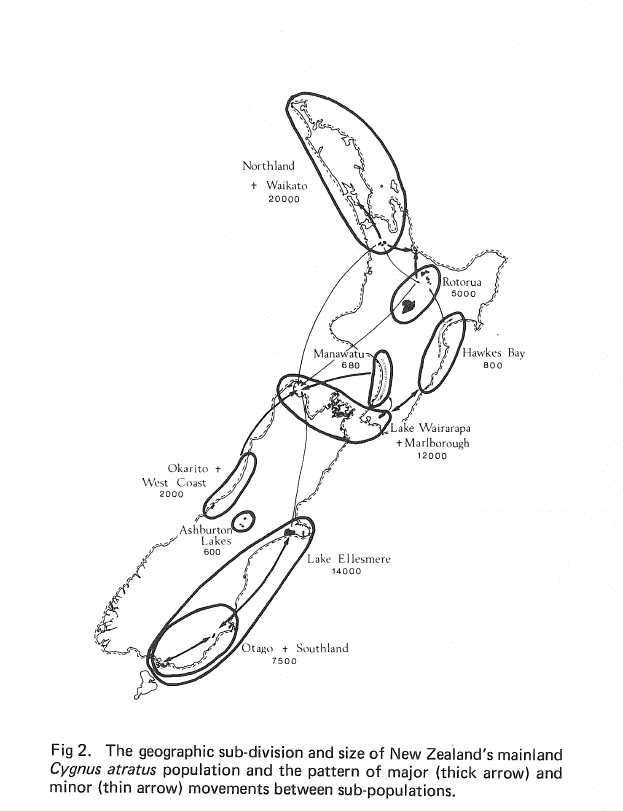 Northland
+ Waikato
20000
Rotorua
5000
Manawatu
680
Hawkes Bay
800
Lake Wairarapa
+ Marlborough
12000
Okarito +
West Coast
2000
Ashburton
Lakes
600
Lake Ellesmere
14000
Otago + Southland
7500
Fig 2. The geographic sub-division and size of New Zealand's mainland
Cygnus atratus population and the pattern of major (thick arrow) and
minor (thin arrow) movements between sub-populations.